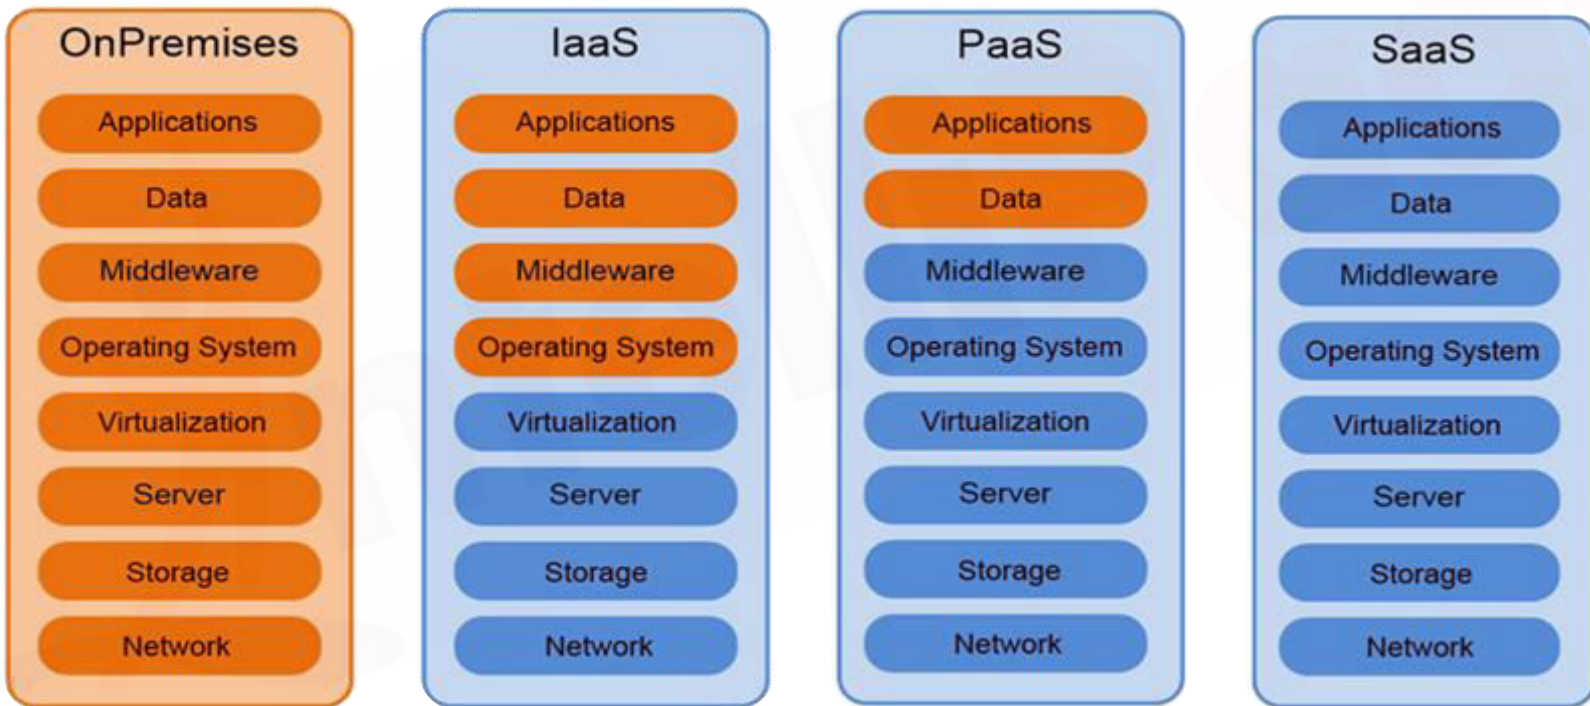 OnPremises
Applications
Data
Middleware
Operating System
Virtualization
Server
Storage
Network
IaaS
Applications
Data
Middleware
Operating System
Virtualization
Server
Storage
Network
PaaS
Applications
Data
Middleware
Operating System
Virtualization
Server
Storage
Network
SaaS
Applications
Data
Middleware
Operating System
Virtualization
Server
Storage
Network